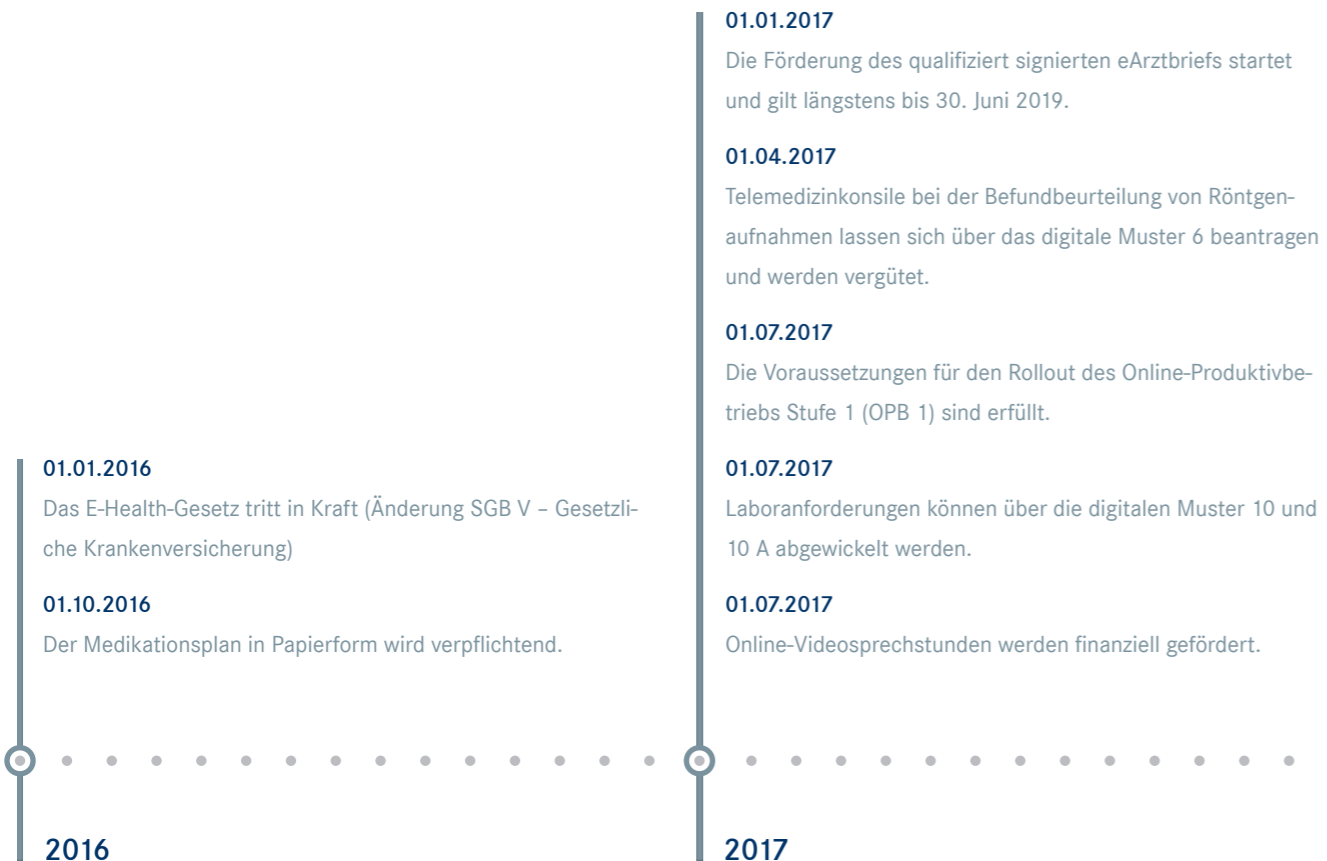 01.01.2016
Das E-Health-Gesetz tritt in Kraft (Änderung SGB V – Gesetzli-
che Krankenversicherung)
01.10.2016
Der Medikationsplan in Papierform wird verpflichtend.
2016
01.01.2017
Die Förderung des qualifiziert signierten eArztbriefs startet
und gilt längstens bis 30. Juni 2019.
01.04.2017
Telemedizinkonsile bei der Befundbeurteilung von Röntgen-
aufnahmen lassen sich über das digitale Muster 6 beantragen
und werden vergütet.
01.07.2017
Die Voraussetzungen für den Rollout des Online-Produktivbe-
triebs Stufe 1 (OPB 1) sind erfüllt.
01.07.2017
Laboranforderungen können über die digitalen Muster 10 und
10 A abgewickelt werden.
01.07.2017
Online-Videosprechstunden werden finanziell gefördert.
2017